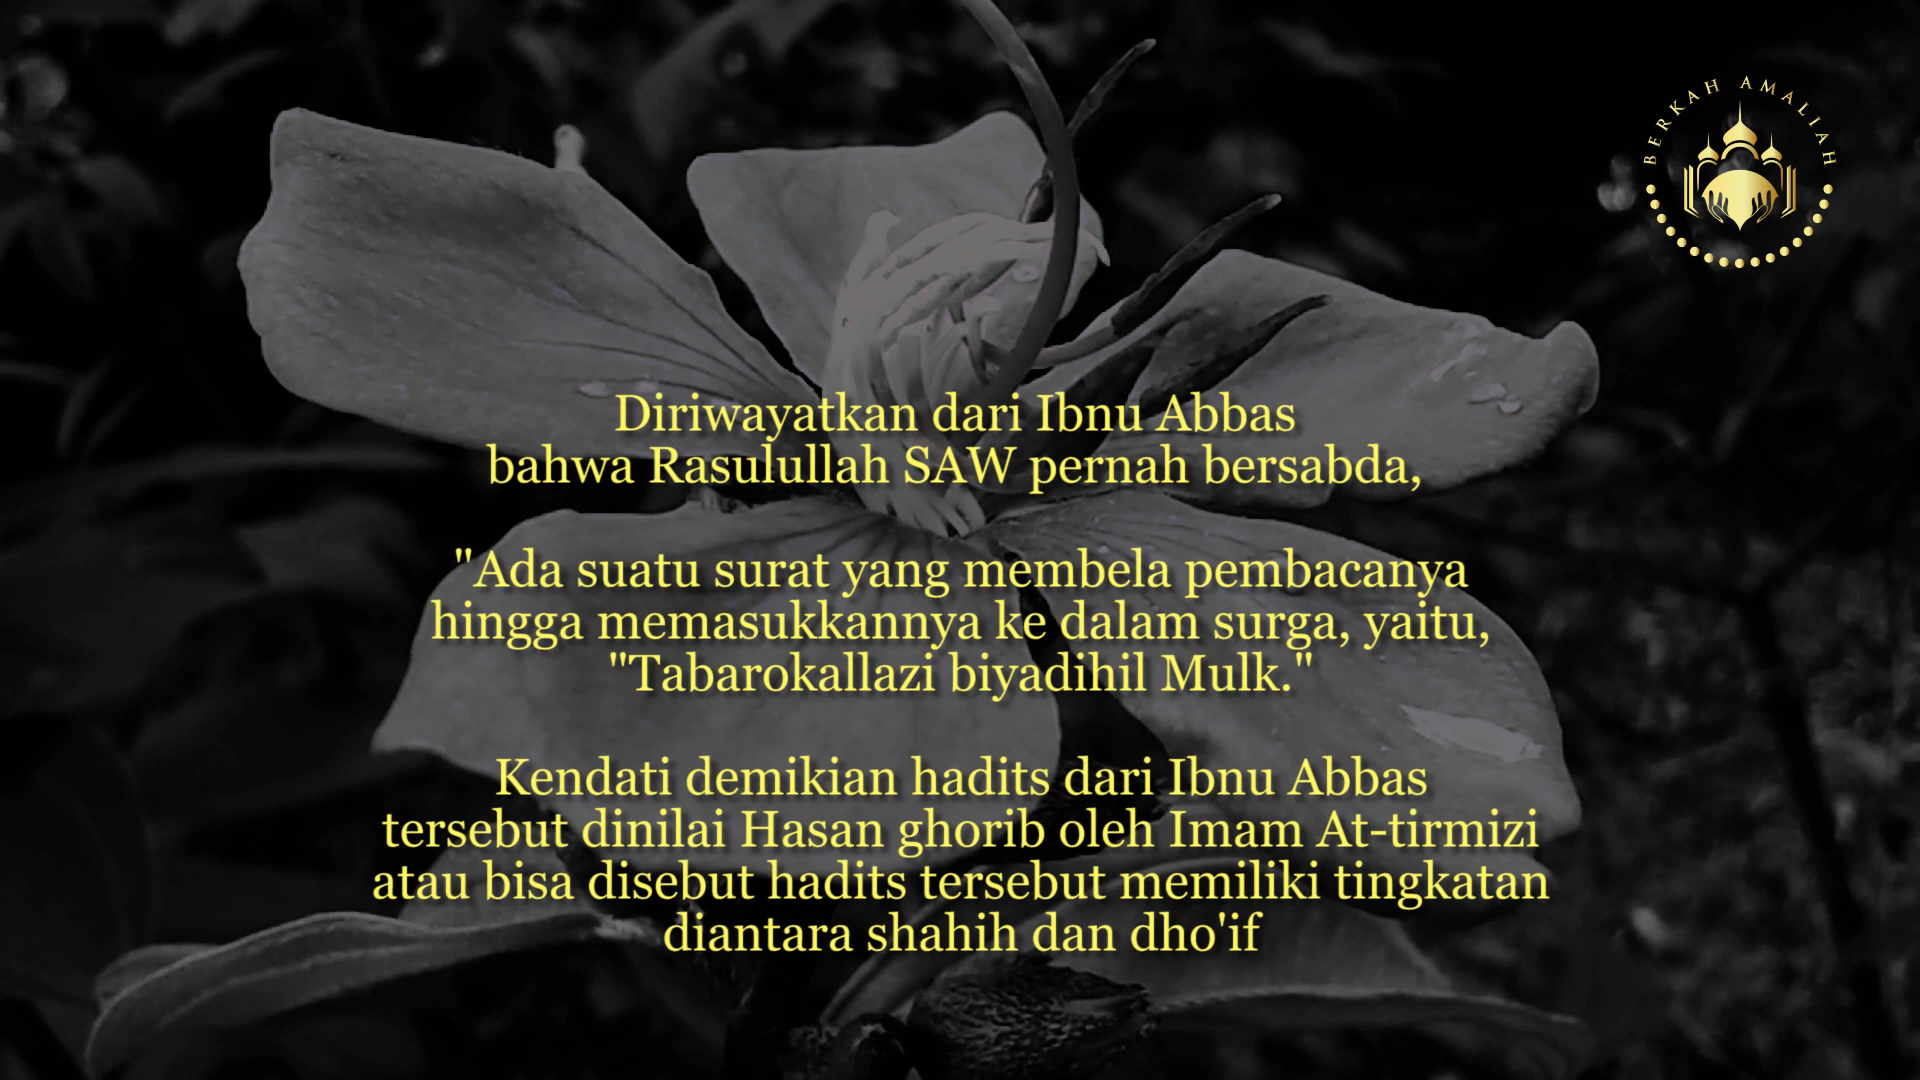 BERKAH AMALIAH
Diriwayatkan dari Ibnu Abbas
bahwa Rasulullah SAW pernah bersabda,
"Ada suatu surat yang membela pembacanya
hingga memasukkannya ke dalam surga, yaitu,
"Tabarokallazi biyadihil Mulk."
Kendati demikian hadits dari Ibnu Abbas
tersebut dinilai Hasan ghorib oleh Imam At-tirmizi
atau bisa disebut hadits tersebut memiliki tingkatan
diantara shahih dan dho'if